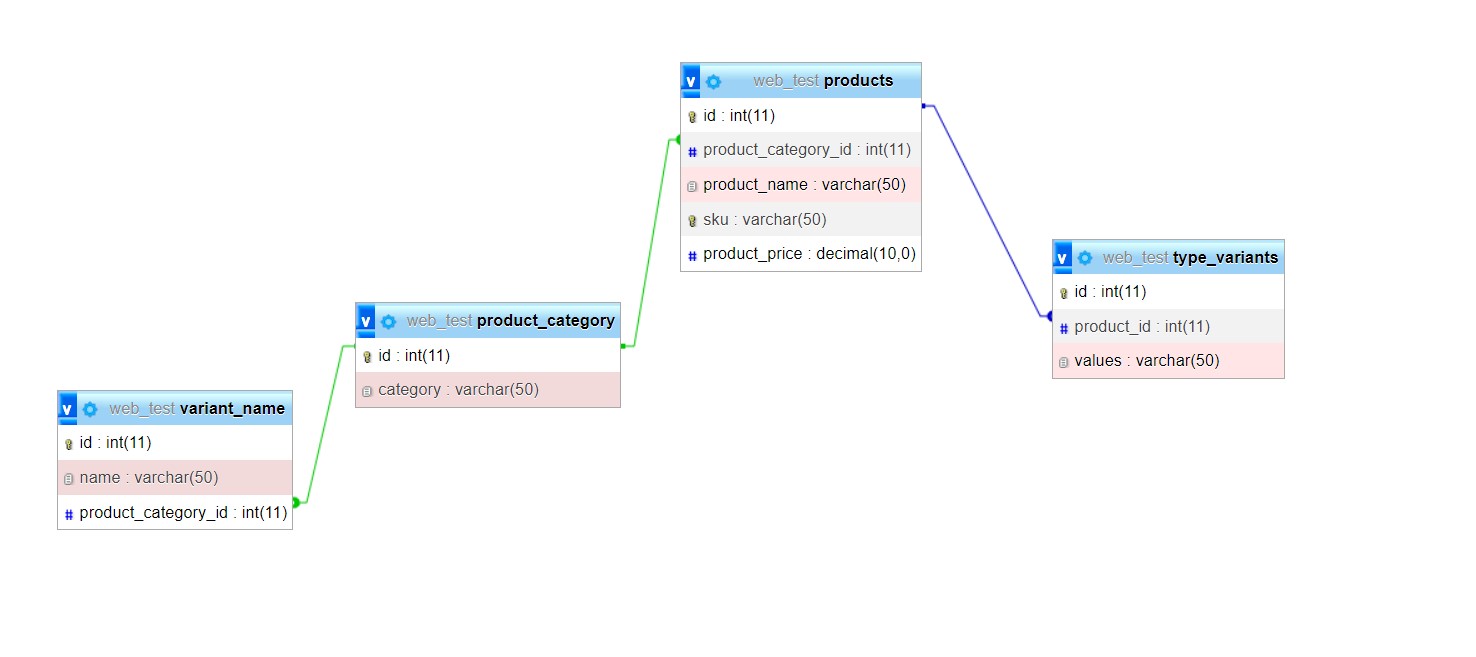 v web_test products
id : int(11)
# product_category_id : int(11)
product_name : varchar(50)
sku : varchar(50)
# product_price : decimal(10,0)
v web_test type_variants
id : int(11)
# product_id : int(11)
values : varchar(50)
v web_test product_category
id : int(11)
category : varchar(50)
v web_test variant_name
id : int(11)
name : varchar(50)
# product_category_id : int(11)